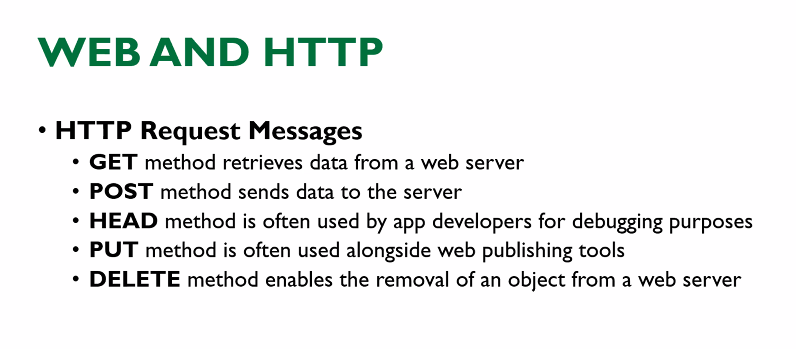 WEB AND HTTP
• HTTP Request Messages
• GET method retrieves data from a web server
• POST method sends data to the server
• HEAD method is often used by app developers for debugging purposes
• PUT method is often used alongside web publishing tools
• DELETE method enables the removal of an object from a web server